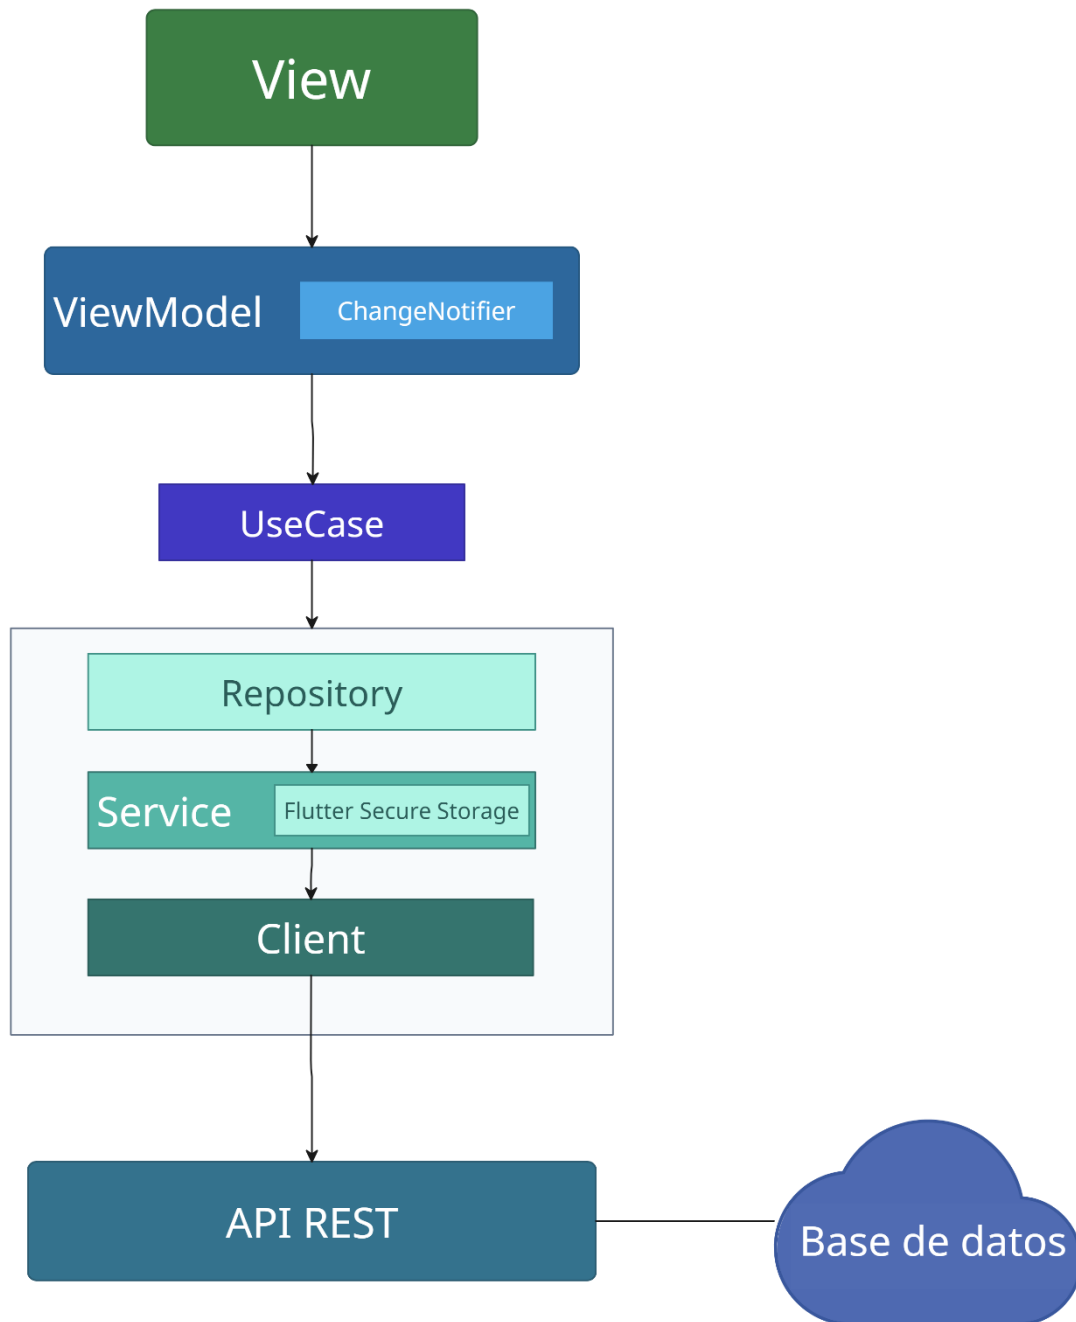 View
ViewModel
ChangeNotifier
UseCase
Repository
Service
Flutter Secure Storage
Client
API REST
Base de datos